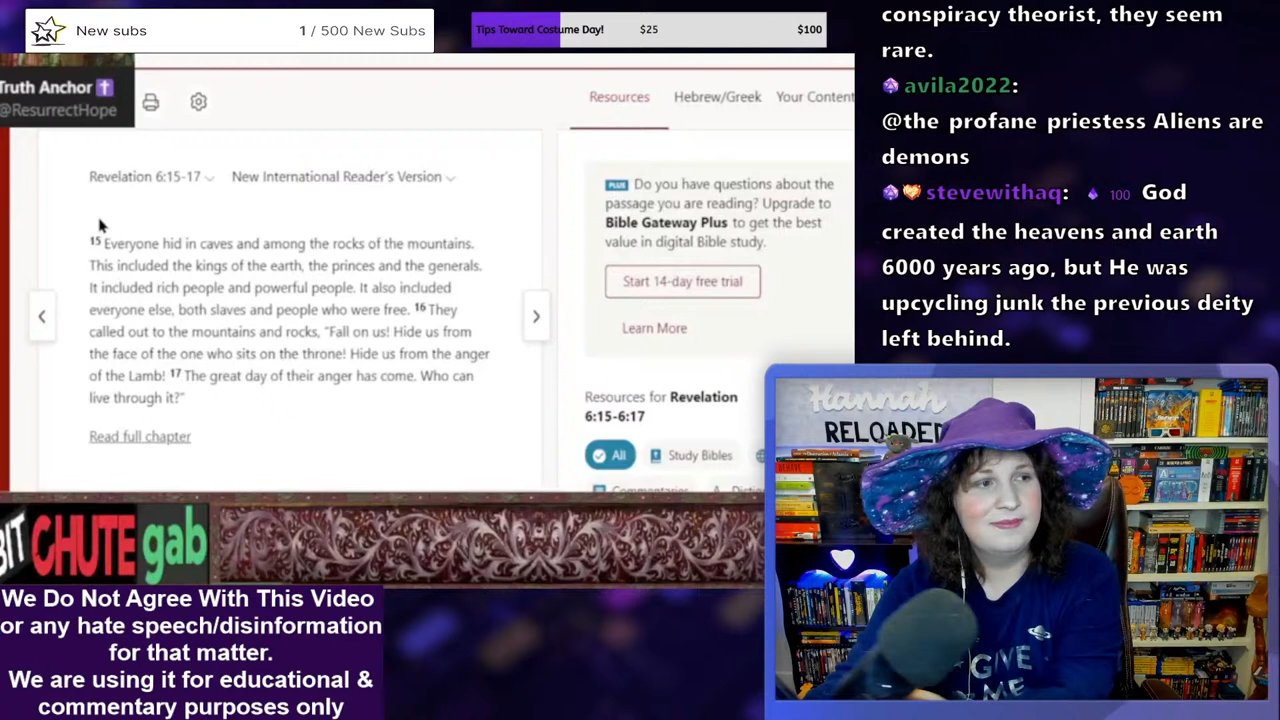 New subs
1 / 500 New Subs
Tips Toward Costume Day!
$25
$100
Truth Anchor
@ResurrectHope
Resources
Hebrew/Greek
Your Content
Revelation 6:15-17
New International Reader's Version
15 Everyone hid in caves and among the rocks of the mountains.
This included the kings of the earth, the princes and the generals.
It included rich people and powerful people. It also included
everyone else, both slaves and people who were free. 16 They
called out to the mountains and rocks, "Fall on us! Hide us from
the face of the one who sits on the throne! Hide us from the anger
of the Lamb! 17 The great day of their anger has come. Who can
live through it?"
Read full chapter
PLUS Do you have questions about the
passage you are reading? Upgrade to
Bible Gateway Plus to get the best
value in digital Bible study.
Start 14-day free trial
Learn More
Resources for Revelation
6:15-6:17
All
Study Bibles
Commentaries
BIT
CHUTE
gab
We Do Not Agree With This Video
or any hate speech/disinformation
for that matter.
We are using it for educational &
commentary purposes only
conspiracy theorist, they seem
rare.
avila2022:
@the profane priestess Aliens are
demons
stevewithaq: 100 God
created the heavens and earth
6000 years ago, but He was
upcycling junk the previous deity
left behind.
Hannah
RELOADED
GIVE
ME